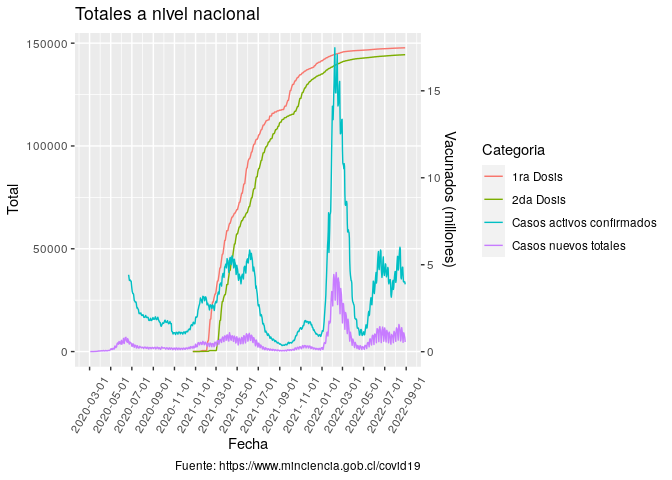 Totales a nivel nacional
150000
100000
50000
0
Total
15
10
5
0
Vacunados (millones)
2020-03-01
2020-05-01
2020-07-01
2020-09-01
2020-11-01
2021-01-01
2021-03-01
2021-05-01
2021-07-01
2021-09-01
2021-11-01
2022-01-01
2022-03-01
2022-05-01
2022-07-01
2022-09-01
Fecha
Fuente: https://www.minciencia.gob.cl/covid19
Categoria
1ra Dosis
2da Dosis
Casos activos confirmados
Casos nuevos totales